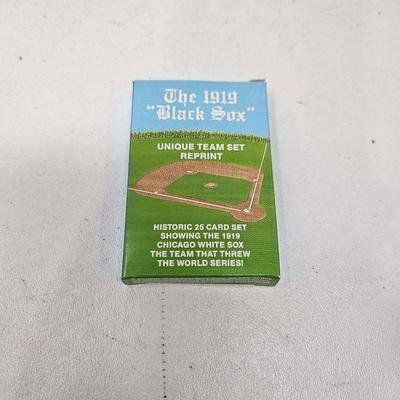 The 1919
"Black Sox"
UNIQUE TEAM SET
REPRINT
HISTORIC 25 CARD SET
SHOWING THE 1919
CHICAGO WHITE SOX
THE TEAM THAT THREW
THE WORLD SERIES!